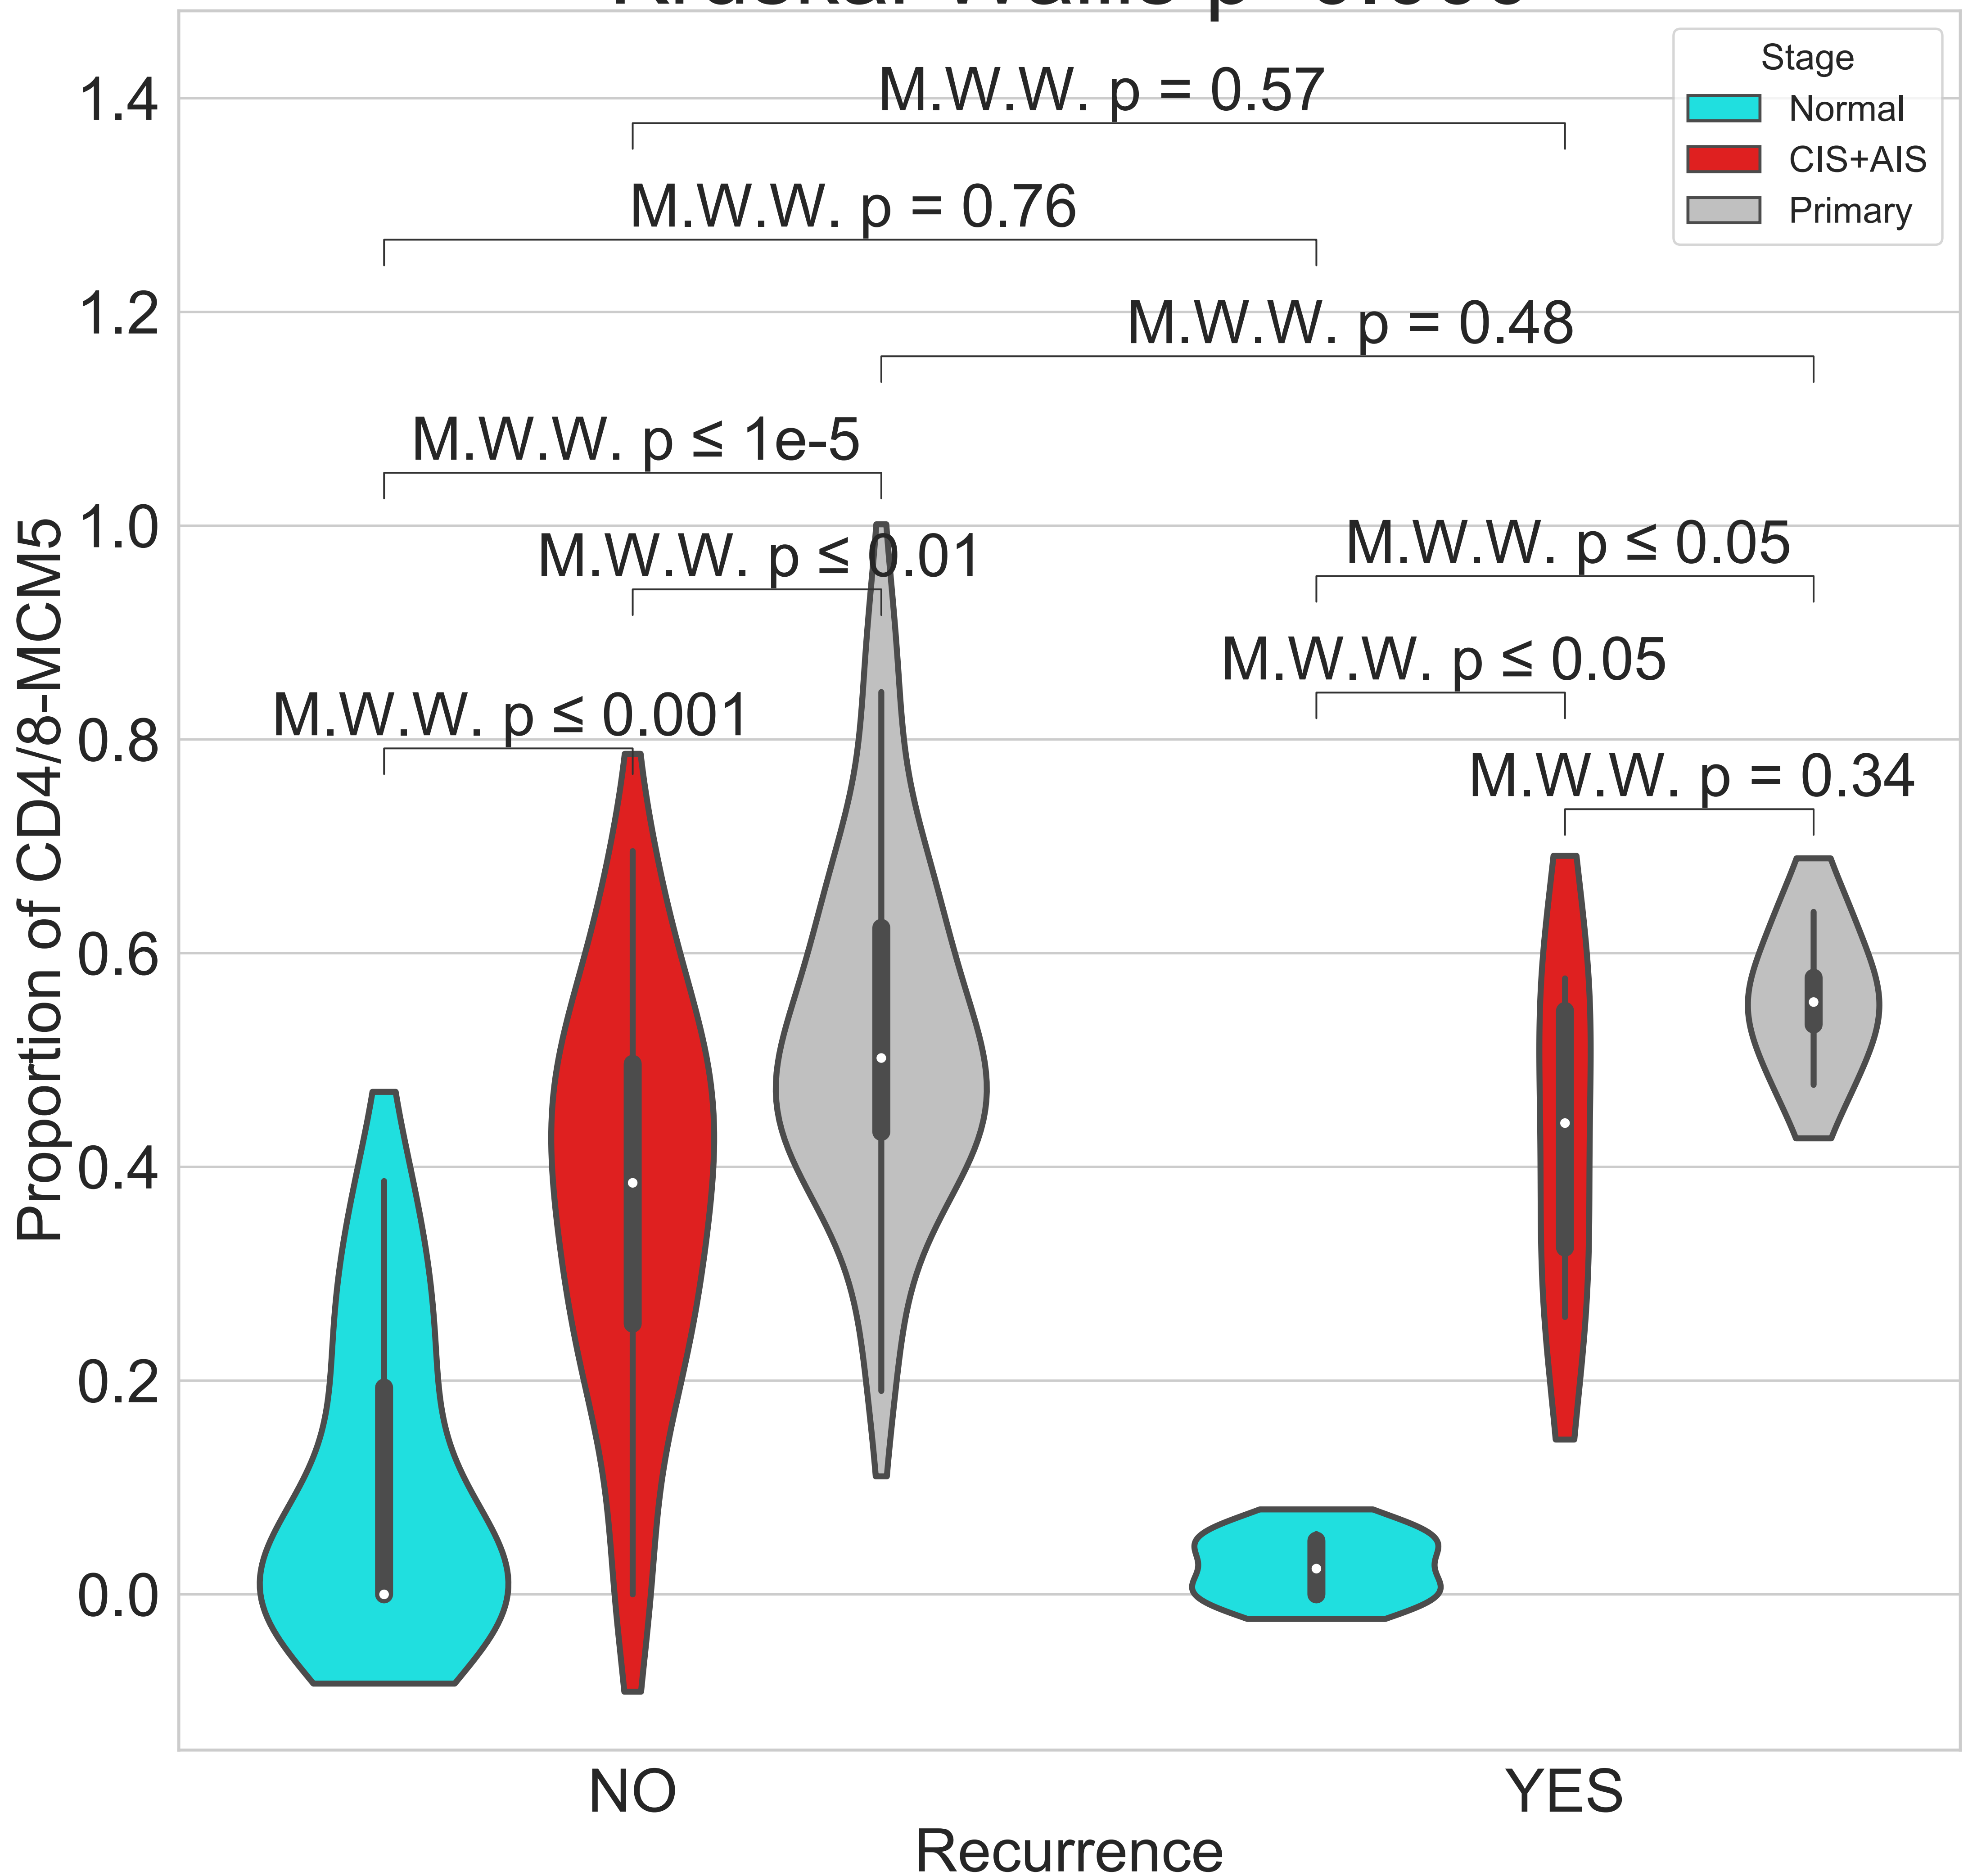 Stage
Normal
CIS+AIS
Primary
M.W.W. p = 0.57
M.W.W. p = 0.76
M.W.W. p = 0.48
M.W.W. p ≤ 1e-5
M.W.W. p ≤ 0.01
M.W.W. p ≤ 0.001
M.W.W. p ≤ 0.05
M.W.W. p ≤ 0.05
M.W.W. p = 0.34
1.4
1.2
1.0
0.8
0.6
0.4
0.2
0.0
Proportion of CD4/8-MCM5
NO
YES
Recurrence